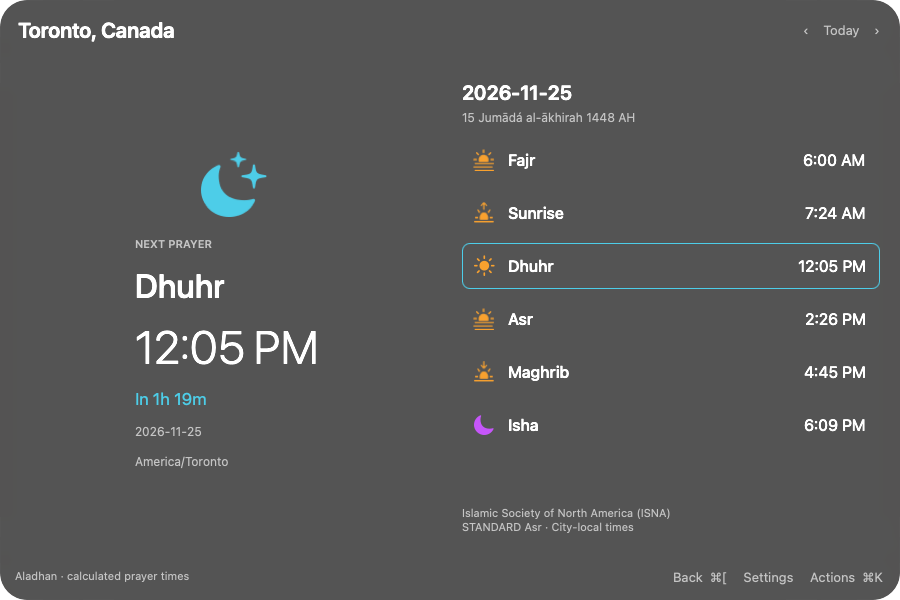 Toronto, Canada
‹ Today ›
NEXT PRAYER
Dhuhr
12:05 PM
In 1h 19m
2026-11-25
America/Toronto
2026-11-25
15 Jumādá al-ākhirah 1448 AH
Fajr 6:00 AM
Sunrise 7:24 AM
Dhuhr 12:05 PM
Asr 2:26 PM
Maghrib 4:45 PM
Isha 6:09 PM
Islamic Society of North America (ISNA)
STANDARD Asr · City-local times
Aladhan · calculated prayer times
Back ⌘[ Settings Actions ⌘K